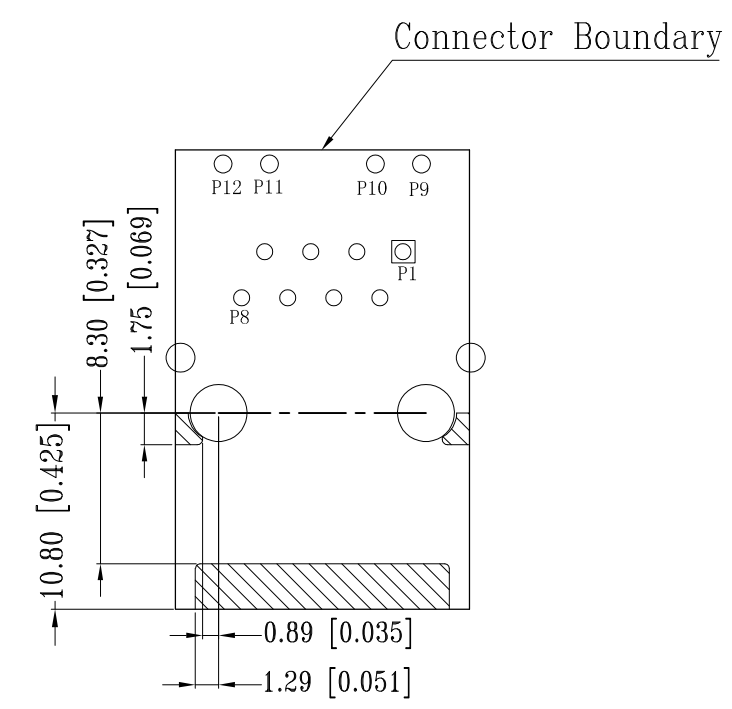 Connector Boundary
P12 P11 P10 P9
P1
P8
8.30 [0.327]
1.75 [0.069]
10.80 [0.425]
0.89 [0.035]
1.29 [0.051]